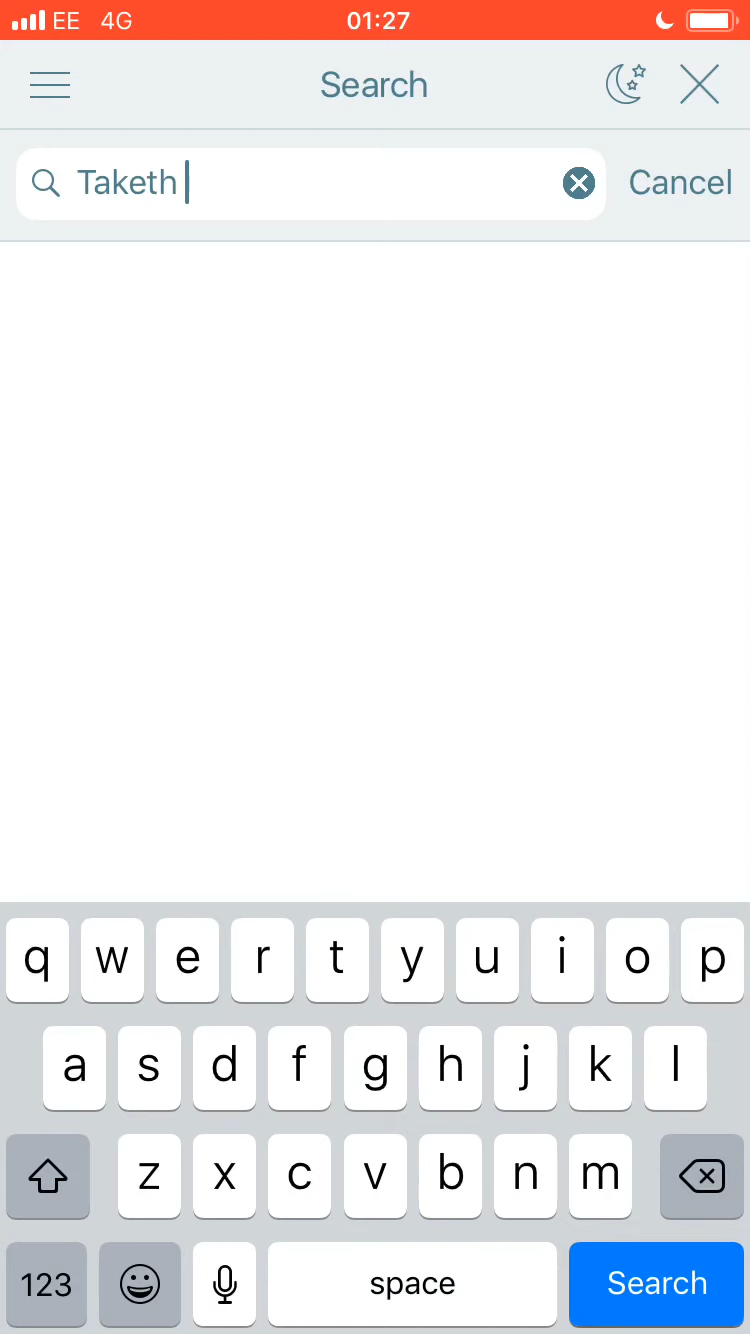 EE 4G 01:27
Search
Taketh Cancel
q w e r t y u i o p
a s d f g h j k l
z x c v b n m
123 space Search